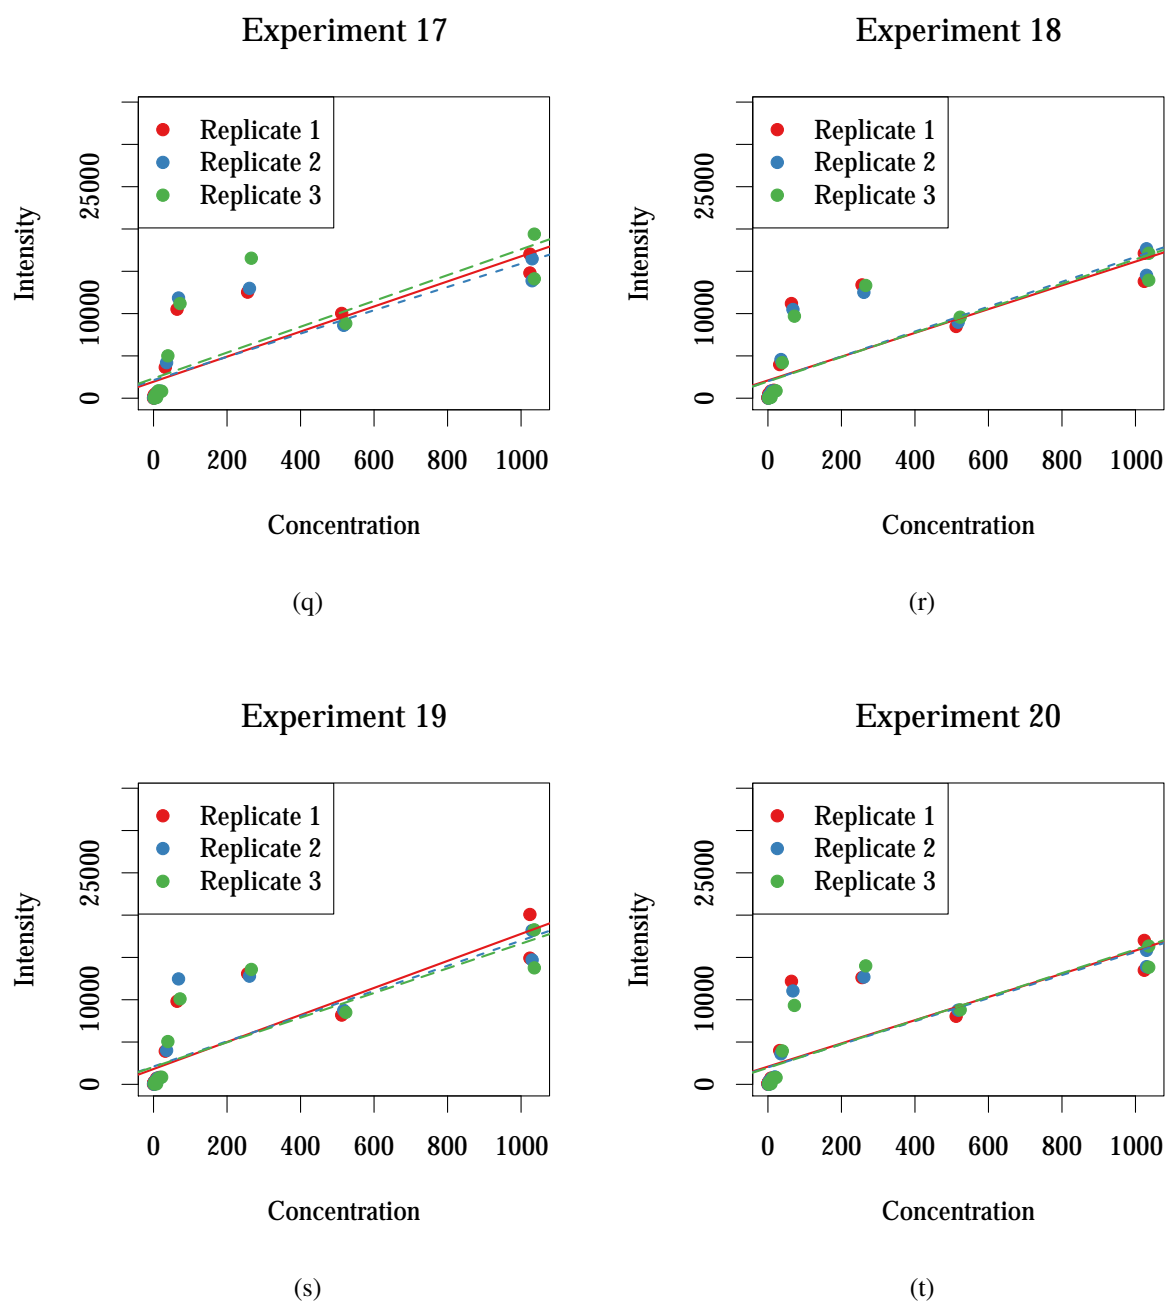 Experiment 17
Replicate 1
Replicate 2
Replicate 3
Intensity
0 10000 25000
0 200 400 600 800 1000
Concentration
(q)
Experiment 18
Replicate 1
Replicate 2
Replicate 3
Intensity
0 10000 25000
0 200 400 600 800 1000
Concentration
(r)
Experiment 19
Replicate 1
Replicate 2
Replicate 3
Intensity
0 10000 25000
0 200 400 600 800 1000
Concentration
(s)
Experiment 20
Replicate 1
Replicate 2
Replicate 3
Intensity
0 10000 25000
0 200 400 600 800 1000
Concentration
(t)